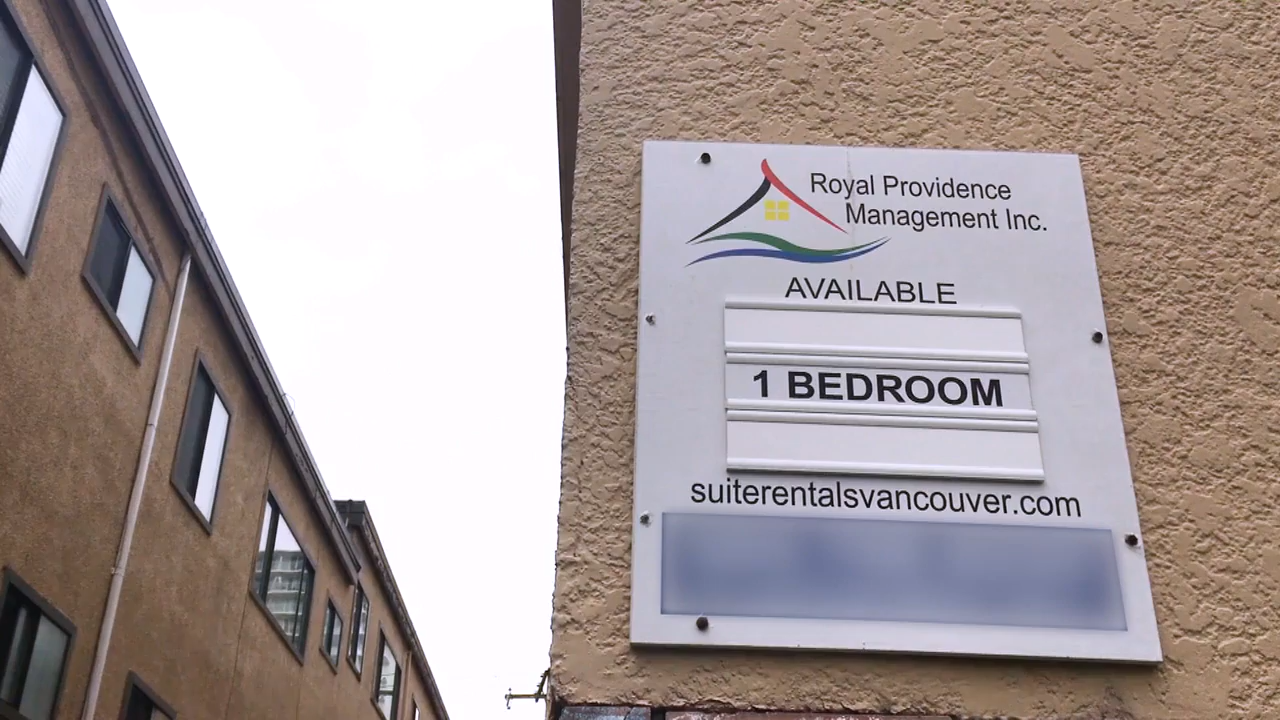 Royal Providence
Management Inc.
AVAILABLE
1 BEDROOM
suiterentalsvancouver.com